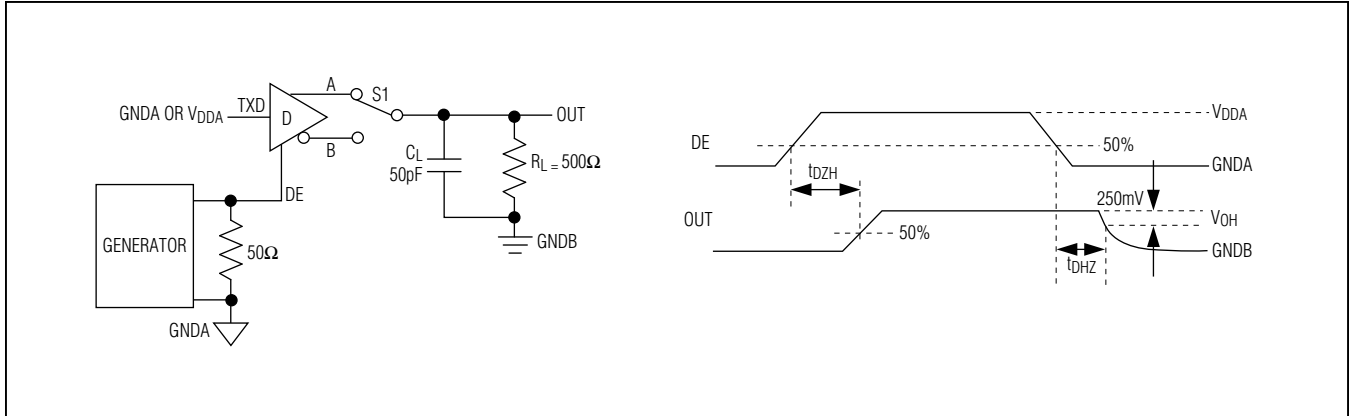 A
S1
GNDA OR VDDA
TXD
D
OUT
B
CL
50pF
RL = 500Ω
DE
GENERATOR
50Ω
GNDB
GNDA
VDDA
DE
50%
GNDA
tDZH
250mV
OUT
VOH
50%
GNDB
tDHZ